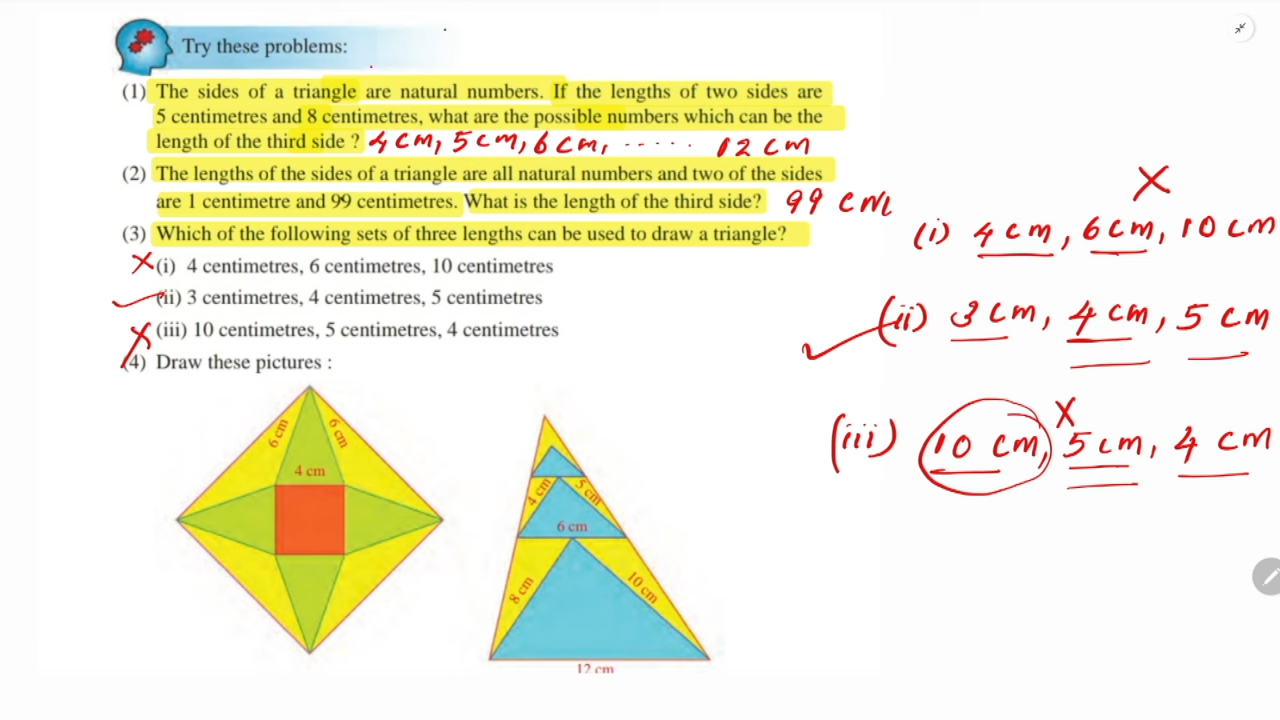 Try these problems:
(1) The sides of a triangle are natural numbers. If the lengths of two sides are
5 centimetres and 8 centimetres, what are the possible numbers which can be the
length of the third side ? 4 cm, 5 cm, 6 cm, ...... 12 cm
(2) The lengths of the sides of a triangle are all natural numbers and two of the sides
are 1 centimetre and 99 centimetres. What is the length of the third side? 99 cm
(3) Which of the following sets of three lengths can be used to draw a triangle?
(i) 4 centimetres, 6 centimetres, 10 centimetres
(ii) 3 centimetres, 4 centimetres, 5 centimetres
(iii) 10 centimetres, 5 centimetres, 4 centimetres
(4) Draw these pictures :
6 cm
6 cm
4 cm
4 cm
5 cm
6 cm
8 cm
10 cm
12 cm
(i) 4 cm, 6 cm, 10 cm
(ii) 3 cm, 4 cm, 5 cm
(iii) 10 cm, 5 cm, 4 cm